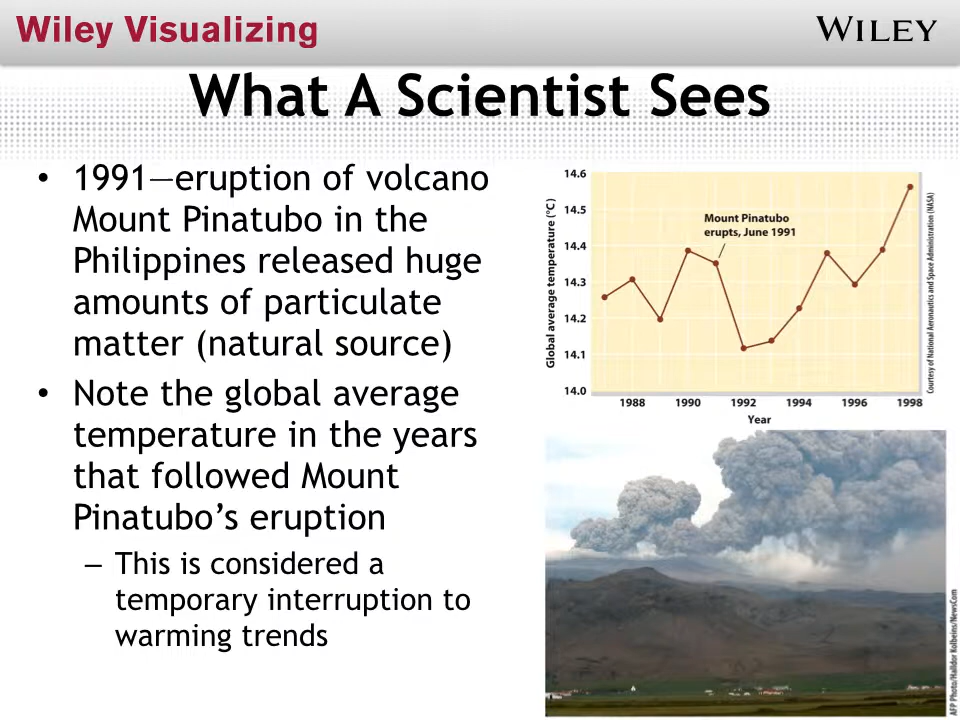 Wiley Visualizing
WILEY
What A Scientist Sees
• 1991—eruption of volcano
Mount Pinatubo in the
Philippines released huge
amounts of particulate
matter (natural source)
• Note the global average
temperature in the years
that followed Mount
Pinatubo’s eruption
– This is considered a
temporary interruption to
warming trends
Global average temperature (°C)
14.6
14.5
14.4
14.3
14.2
14.1
14.0
Mount Pinatubo
erupts, June 1991
1988 1990 1992 1994 1996 1998
Year
Courtesy of National Aeronautics and Space Administration (NASA)
AFP Photo/Halldor Kolbeins/NewsCom